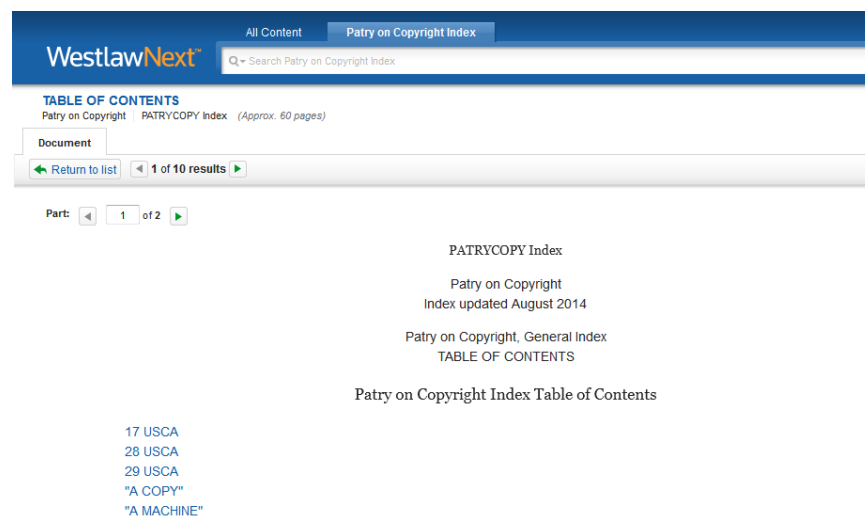 All Content Patry on Copyright Index
WestlawNext™
Search Patry on Copyright Index
TABLE OF CONTENTS
Patry on Copyright PATRYCOPY Index (Approx. 60 pages)
Document
Return to list 1 of 10 results
Part: 1 of 2
PATRYCOPY Index
Patry on Copyright
Index updated August 2014
Patry on Copyright, General Index
TABLE OF CONTENTS
Patry on Copyright Index Table of Contents
17 USCA
28 USCA
29 USCA
"A COPY"
"A MACHINE"